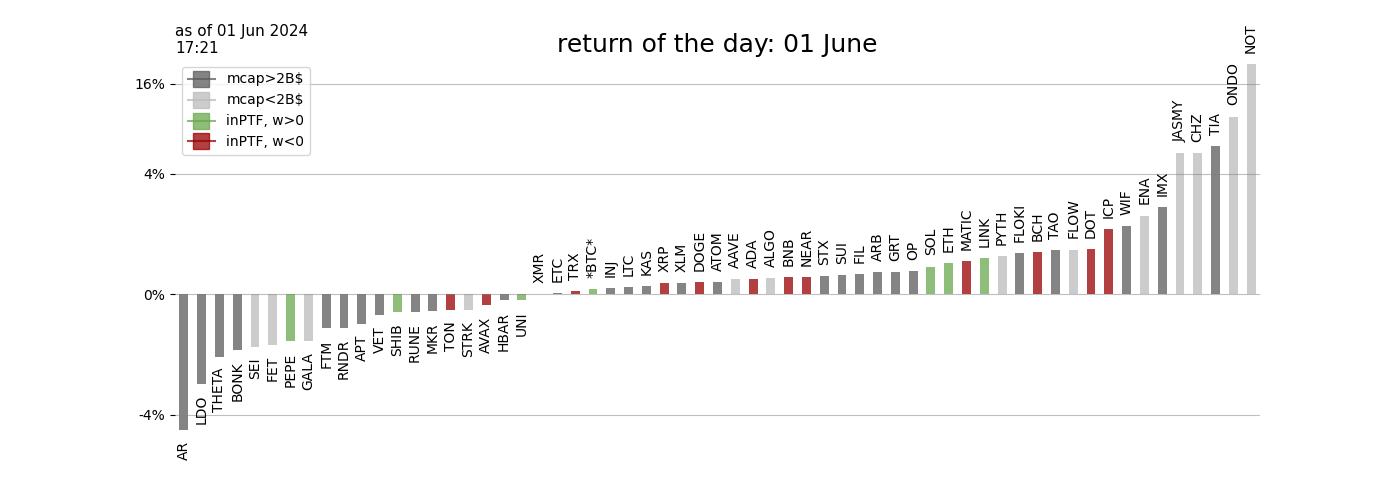 as of 01 Jun 2024
17:21
return of the day: 01 June
mcap>2B$
mcap<2B$
inPTF, w>0
inPTF, w<0
16%
4%
0%
-4%
AR
LDO
THETA
BONK
SEI
FET
PEPE
GALA
FTM
RNDR
APT
VET
SHIB
RUNE
MKR
TON
STRK
AVAX
HBAR
UNI
XMR
ETC
TRX
*BTC*
INJ
LTC
KAS
XRP
XLM
DOGE
ATOM
AAVE
ADA
ALGO
BNB
NEAR
STX
SUI
FIL
ARB
GRT
OP
SOL
ETH
MATIC
LINK
PYTH
FLOKI
BCH
TAO
FLOW
DOT
ICP
WIF
ENA
IMX
JASMY
CHZ
TIA
ONDO
NOT